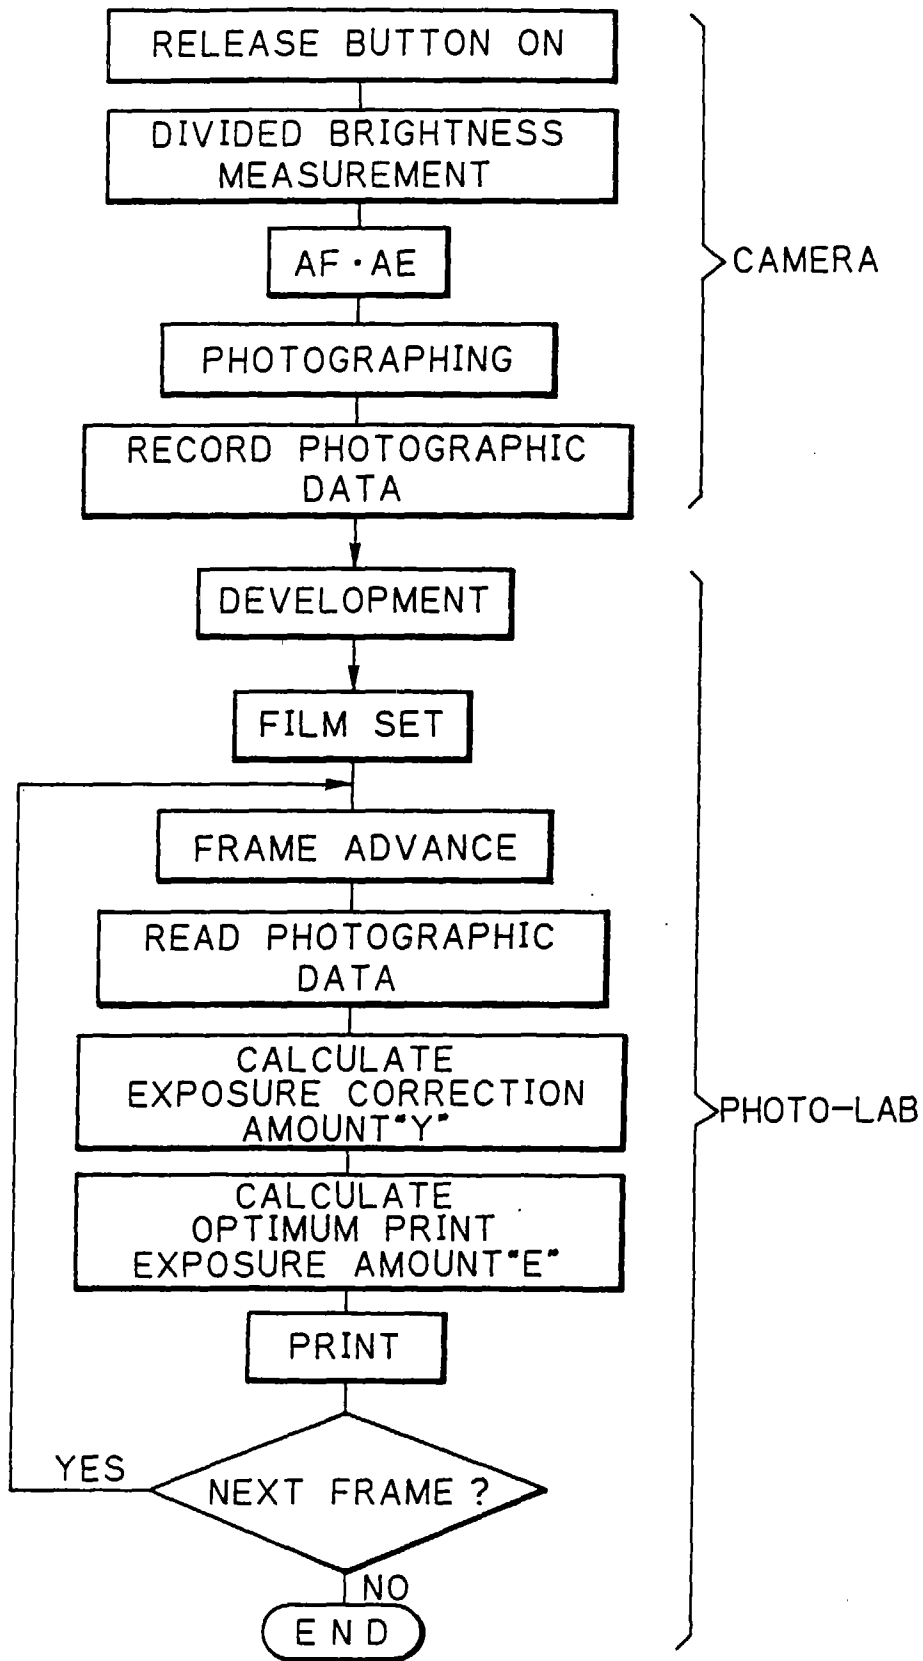 RELEASE BUTTON ON
DIVIDED BRIGHTNESS
MEASUREMENT
AF・AE
CAMERA
PHOTOGRAPHING
RECORD PHOTOGRAPHIC
DATA
DEVELOPMENT
FILM SET
FRAME ADVANCE
READ PHOTOGRAPHIC
DATA
CALCULATE
EXPOSURE CORRECTION
AMOUNT"Y"
PHOTO-LAB
CALCULATE
OPTIMUM PRINT
EXPOSURE AMOUNT"E"
PRINT
YES
NEXT FRAME ?
NO
END